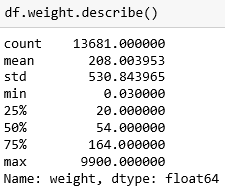 df.weight.describe()
count 13681.000000
mean 208.003953
std 530.843965
min 0.030000
25% 20.000000
50% 54.000000
75% 164.000000
max 9900.000000
Name: weight, dtype: float64